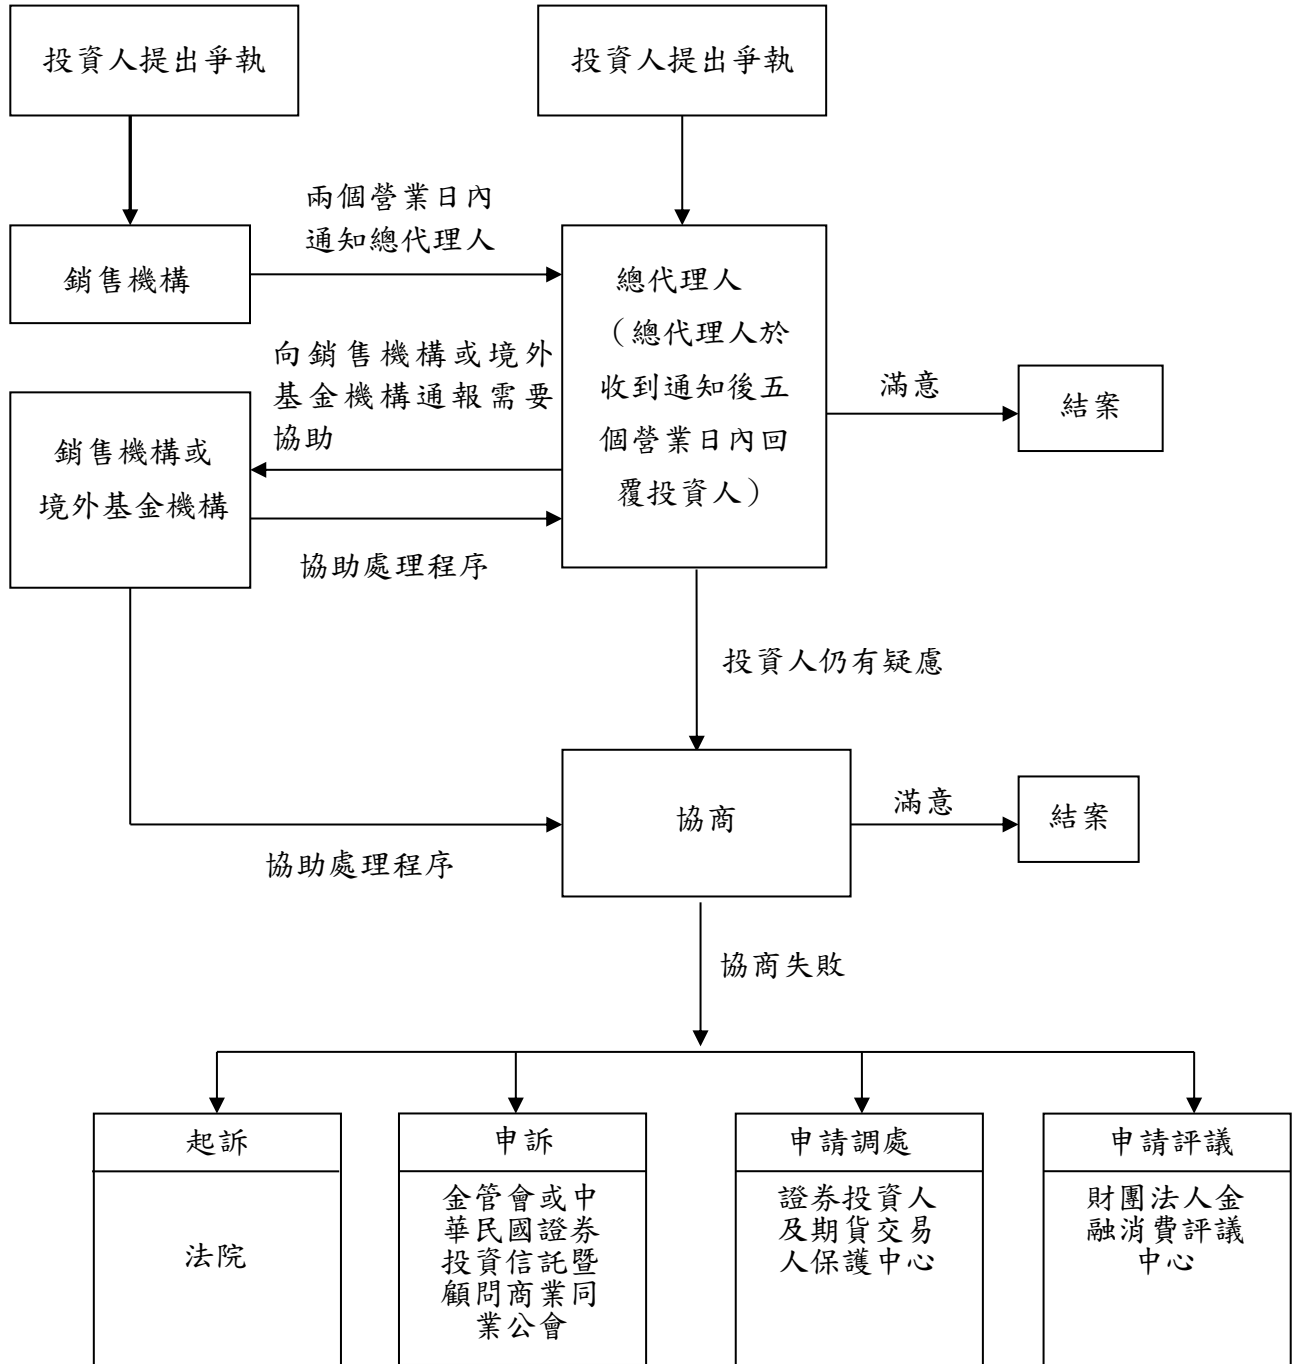 投資人提出爭執
投資人提出爭執
兩個營業日內
通知總代理人
銷售機構
總代理人
（總代理人於
收到通知後五
個營業日內回
覆投資人）
向銷售機構或境外
基金機構通報需要
協助
滿意
結案
銷售機構或
境外基金機構
協助處理程序
投資人仍有疑慮
協商
滿意
結案
協助處理程序
協商失敗
起訴
法院
申訴
金管會或中
華民國證券
投資信託暨
顧問商業同
業公會
申請調處
證券投資人
及期貨交易
人保護中心
申請評議
財團法人金
融消費評議
中心